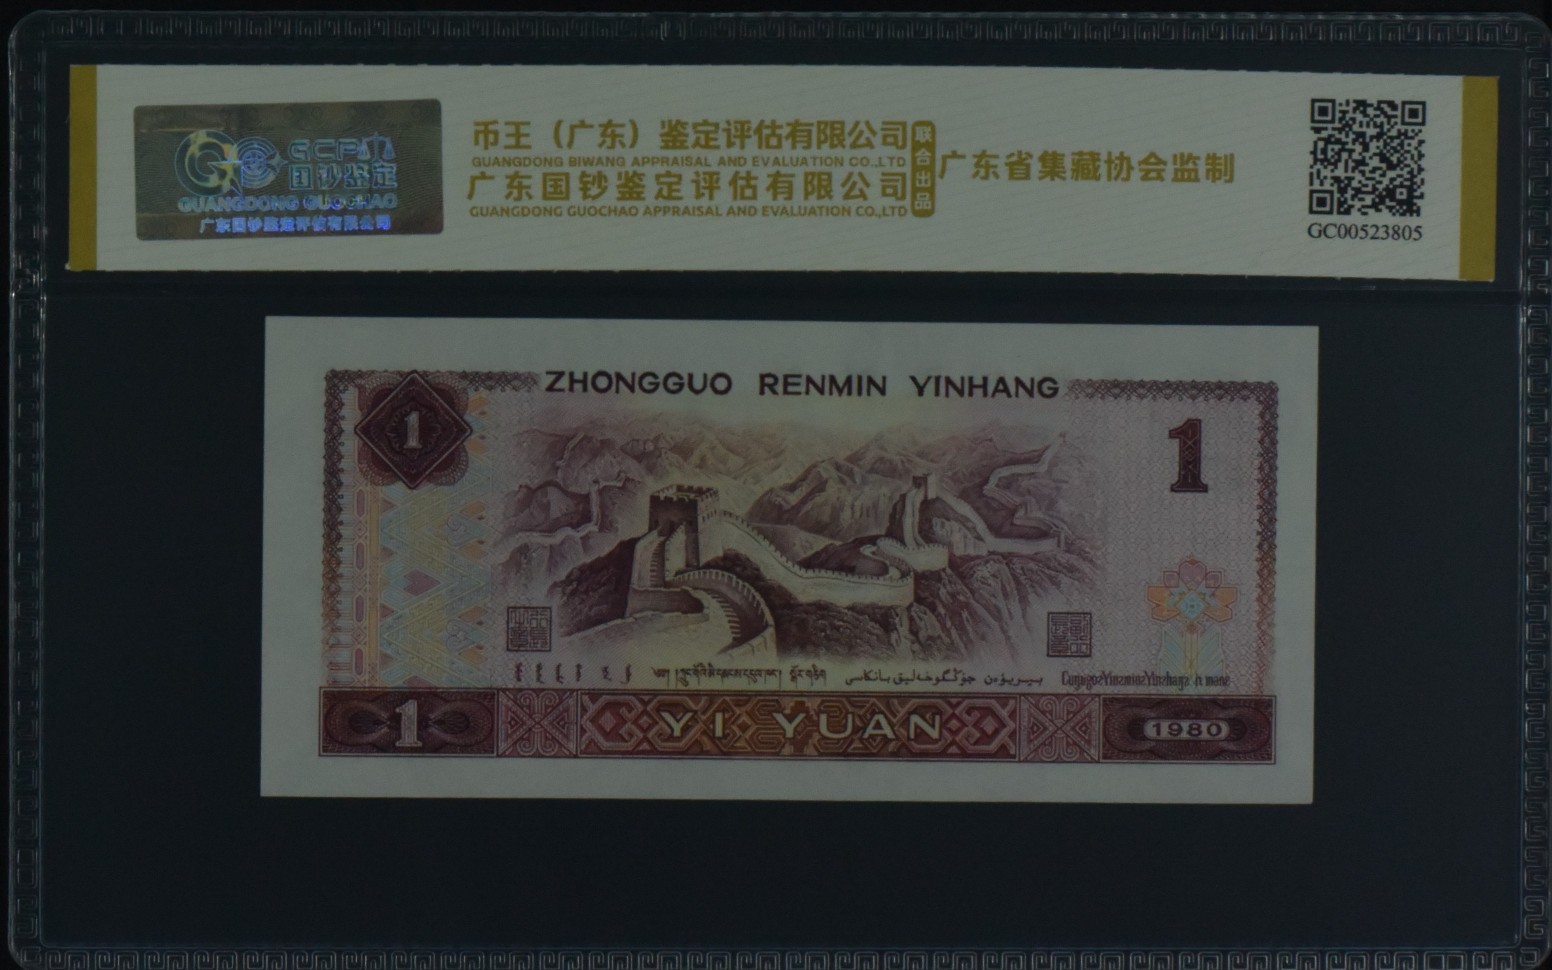 GCP
国钞鉴定
GUANGDONG GUOCHAO
广东国钞鉴定评估有限公司
币王（广东）鉴定评估有限公司
GUANGDONG BIWANG APPRAISAL AND EVALUATION CO.,LTD
广东国钞鉴定评估有限公司
GUANGDONG GUOCHAO APPRAISAL AND EVALUATION CO.,LTD
联合出品
广东省集藏协会监制
GC00523805
ZHONGGUO RENMIN YINHANG
1
1
1
YI YUAN
1980